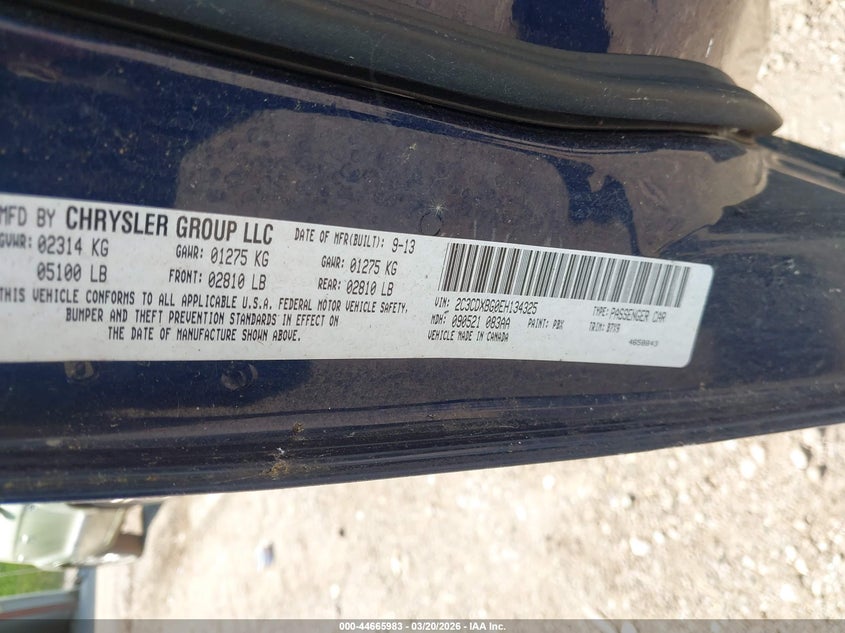 MFD BY CHRYSLER GROUP LLC
DATE OF MFR(BUILT): 9-13
GVWR: 02314 KG
GAWR: 01275 KG
GAWR: 01275 KG
05100 LB
FRONT: 02810 LB
REAR: 02810 LB
THIS VEHICLE CONFORMS TO ALL APPLICABLE U.S.A. FEDERAL MOTOR VEHICLE SAFETY,
BUMPER AND THEFT PREVENTION STANDARDS IN EFFECT ON
THE DATE OF MANUFACTURE SHOWN ABOVE.
VIN: 2C3CDXBG0EH134325
TYPE: PASSENGER CAR
MDH: 090521 083AA
PAINT: PBX
TRIM: B7X9
VEHICLE MADE IN CANADA
4650843
000-44665983 | 03/20/2026 | IAA Inc.